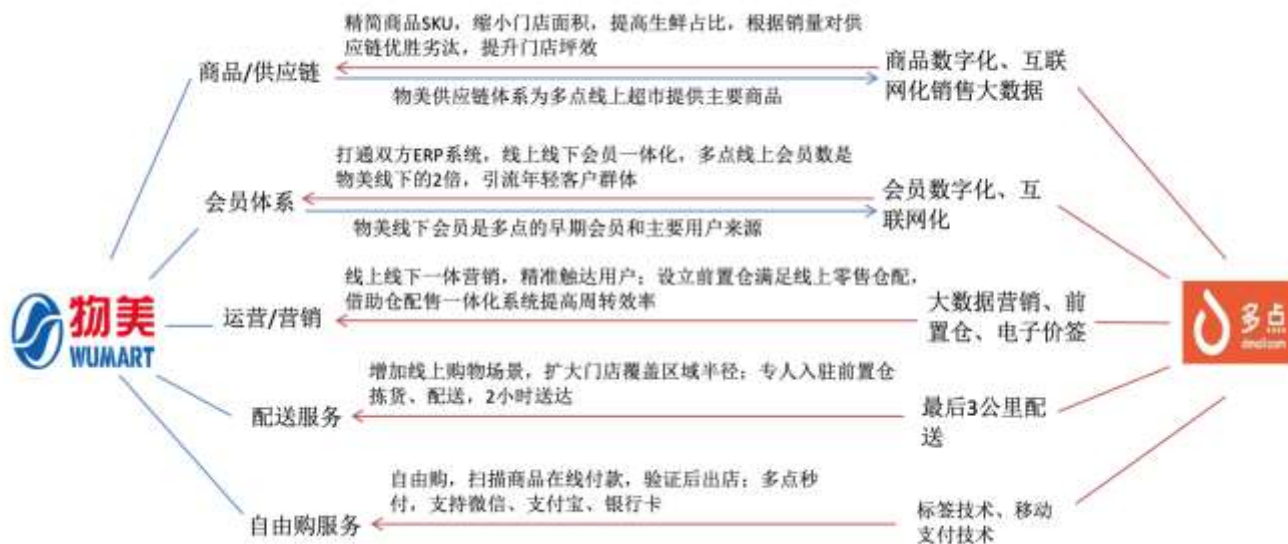 精简商品SKU，缩小门店面积，提高生鲜占比，根据销量对供
应链优胜劣汰，提升门店坪效
商品/供应链
商品数字化、互联
网化销售大数据
物美供应链体系为多点线上超市提供主要商品
打通双方ERP系统，线上线下会员一体化，多点线上会员数是
物美线下的2倍，引流年轻客户群体
会员体系
会员数字化、互
联网化
物美线下会员是多点的早期会员和主要用户来源
线上线下一体营销，精准触达用户；设立前置仓满足线上零售仓配，
借助仓配售一体化系统提高周转效率
物美
WUMART
运营/营销
大数据营销、前
置仓、电子价签
多点
dmall.com
增加线上购物场景，扩大门店覆盖区域半径；专人入驻前置仓
拣货、配送，2小时送达
配送服务
最后3公里配
送
自由购，扫描商品在线付款，验证后出店；多点秒
付，支持微信、支付宝、银行卡
自由购服务
标签技术、移动
支付技术